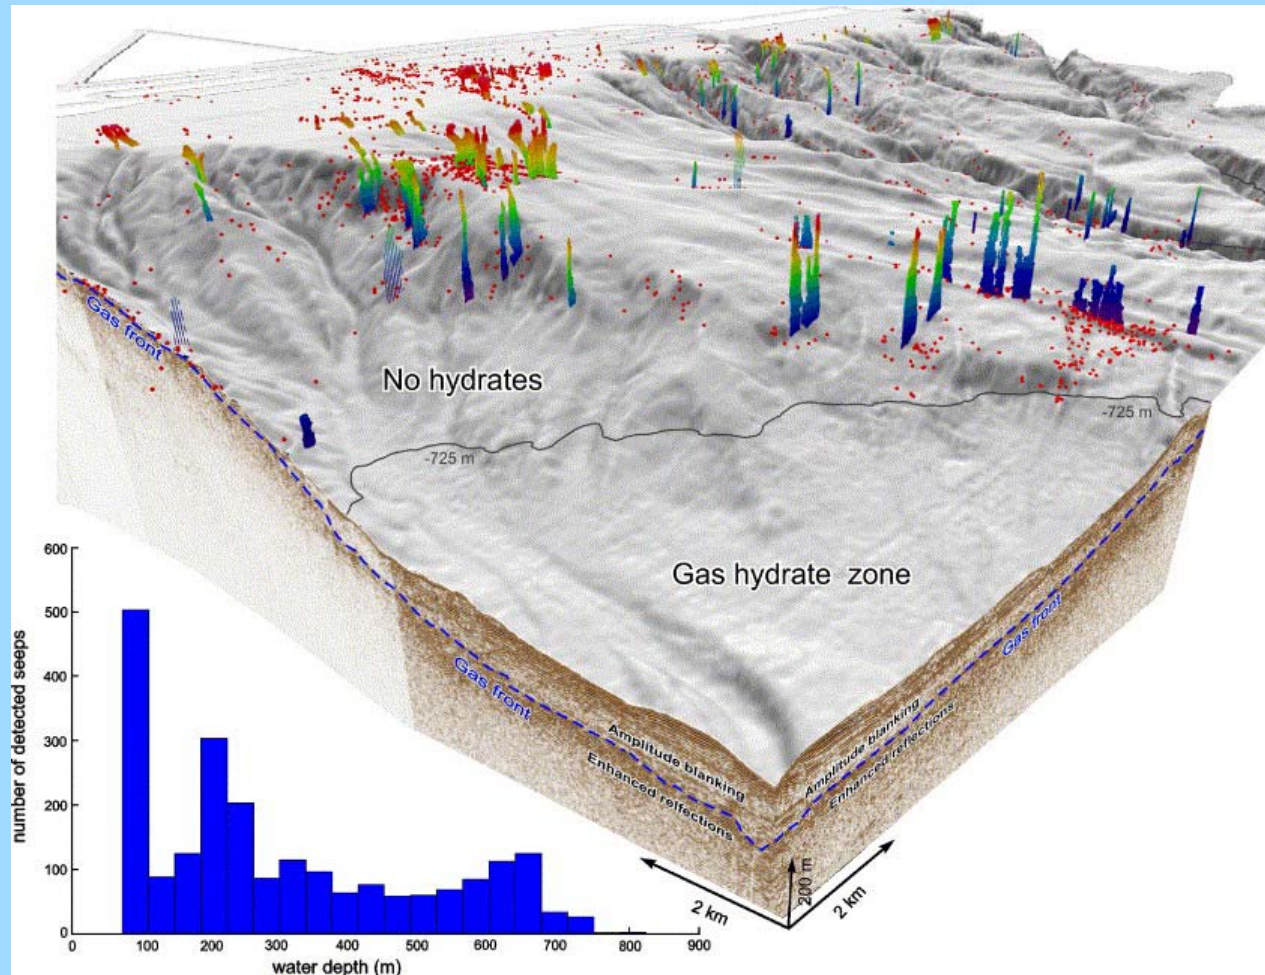 Gas front
No hydrates
-725 m
-725 m
Gas hydrate zone
Gas front
Gas front
Amplitude blanking
Enhanced relfections
Amplitude blanking
Enhanced reflections
200 m
2 km
2 km
number of detected seeps
600
500
400
300
200
100
0
0 100 200 300 400 500 600 700 800 900
water depth (m)